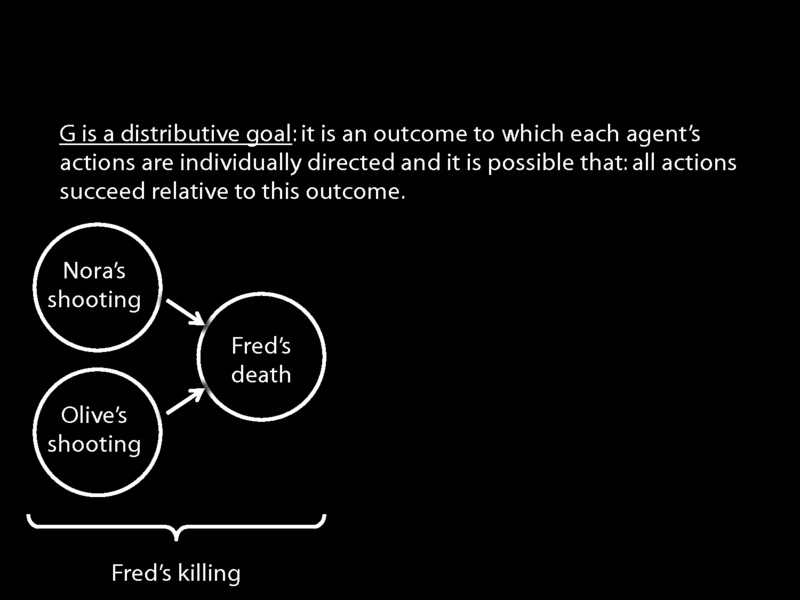 G is a distributive goal: it is an outcome to which each agent’s
actions are individually directed and it is possible that: all actions
succeed relative to this outcome.
Nora’s
shooting
Fred’s
death
Olive’s
shooting
Fred’s killing